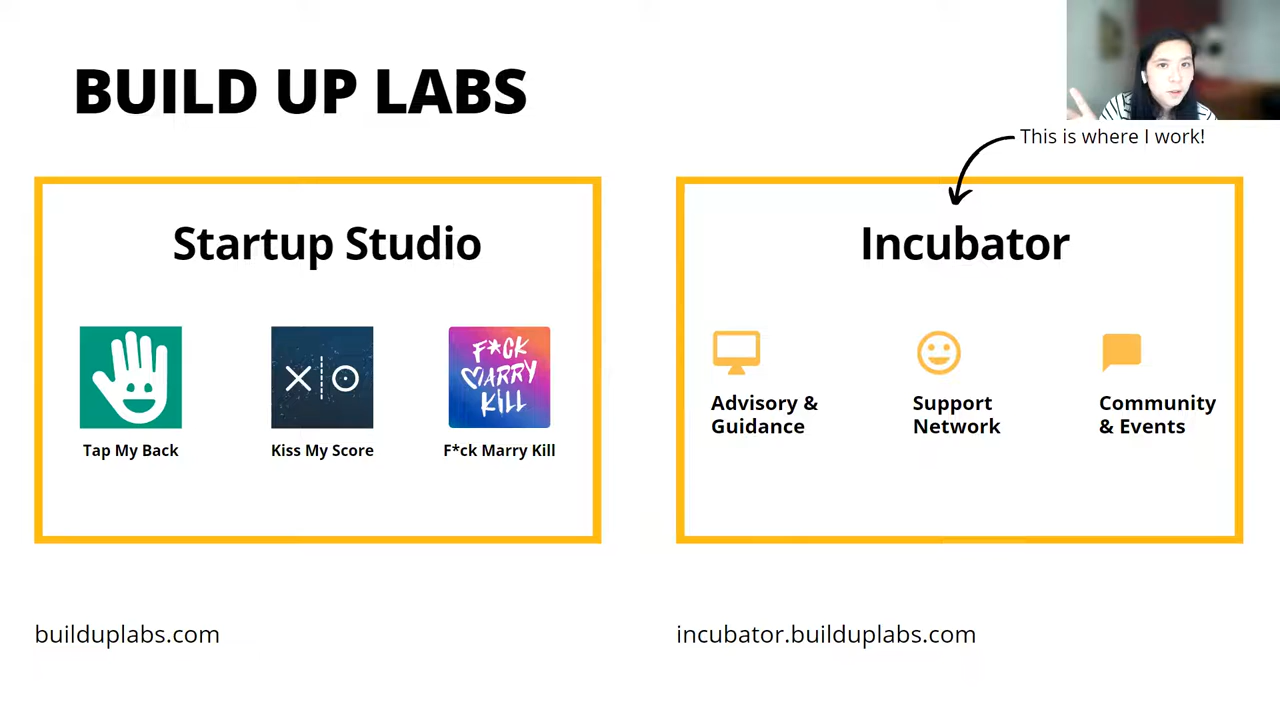 BUILD UP LABS
This is where I work!
Startup Studio
F*CK
MARRY
KILL
Tap My Back
Kiss My Score
F*ck Marry Kill
Incubator
Advisory &
Guidance
Support
Network
Community
& Events
builduplabs.com
incubator.builduplabs.com